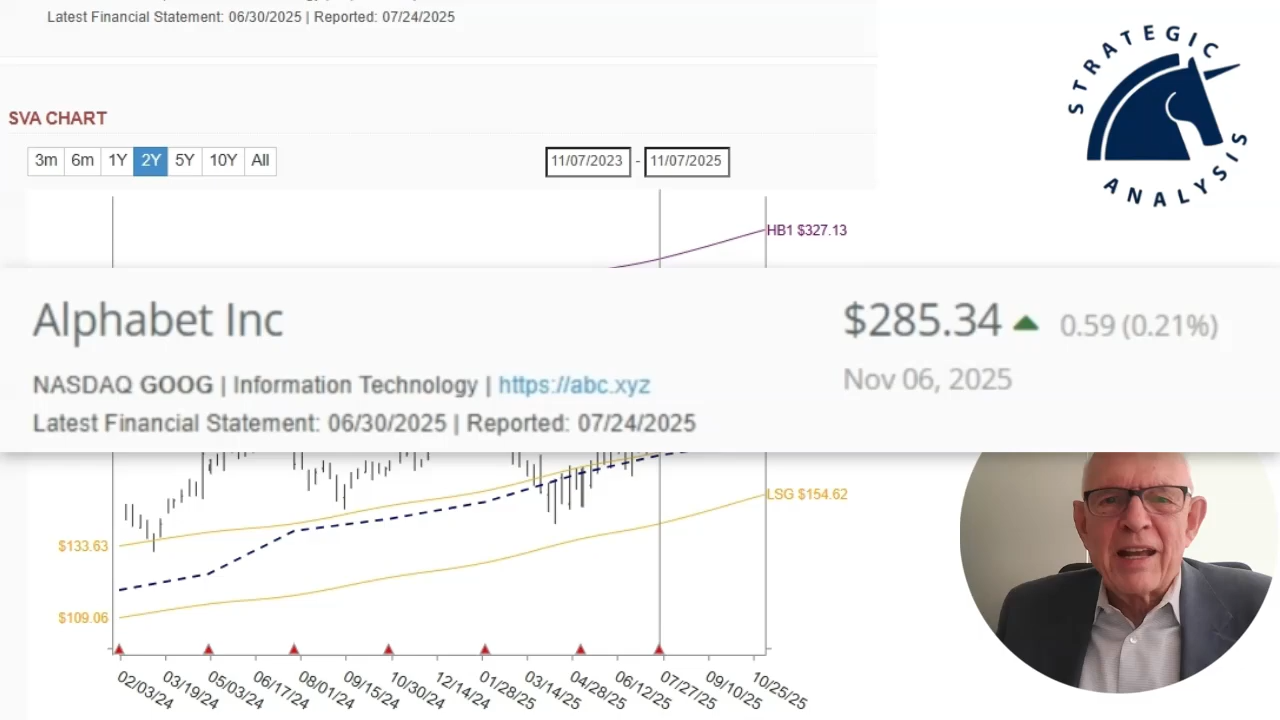 Latest Financial Statement: 06/30/2025 | Reported: 07/24/2025
STRATEGIC
ANALYSIS
SVA CHART
3m 6m 1Y 2Y 5Y 10Y All
11/07/2023 - 11/07/2025
HB1 $327.13
Alphabet Inc
$285.34 0.59 (0.21%)
NASDAQ GOOG | Information Technology | https://abc.xyz
Nov 06, 2025
Latest Financial Statement: 06/30/2025 | Reported: 07/24/2025
LSG $154.62
$133.63
$109.06
02/03/24 03/19/24 05/03/24 06/17/24 08/01/24 09/15/24 10/30/24 12/14/24 01/28/25 03/14/25 04/28/25 06/12/25 07/27/25 09/10/25 10/25/25